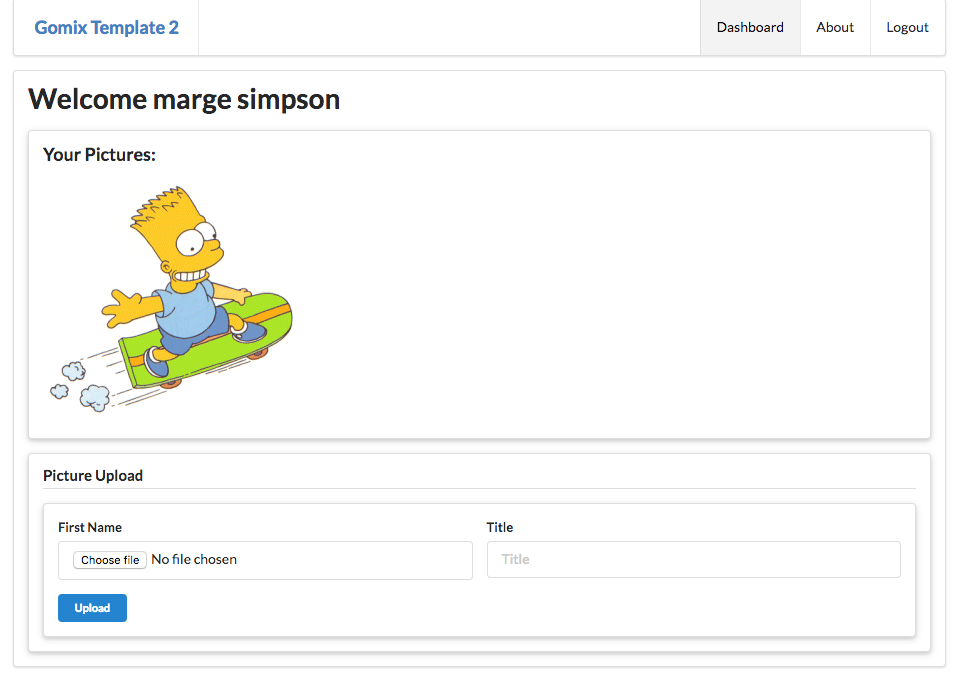 Gomix Template 2 Dashboard About Logout
Welcome marge simpson
Your Pictures:
Picture Upload
First Name Title
Choose file No file chosen Title
Upload